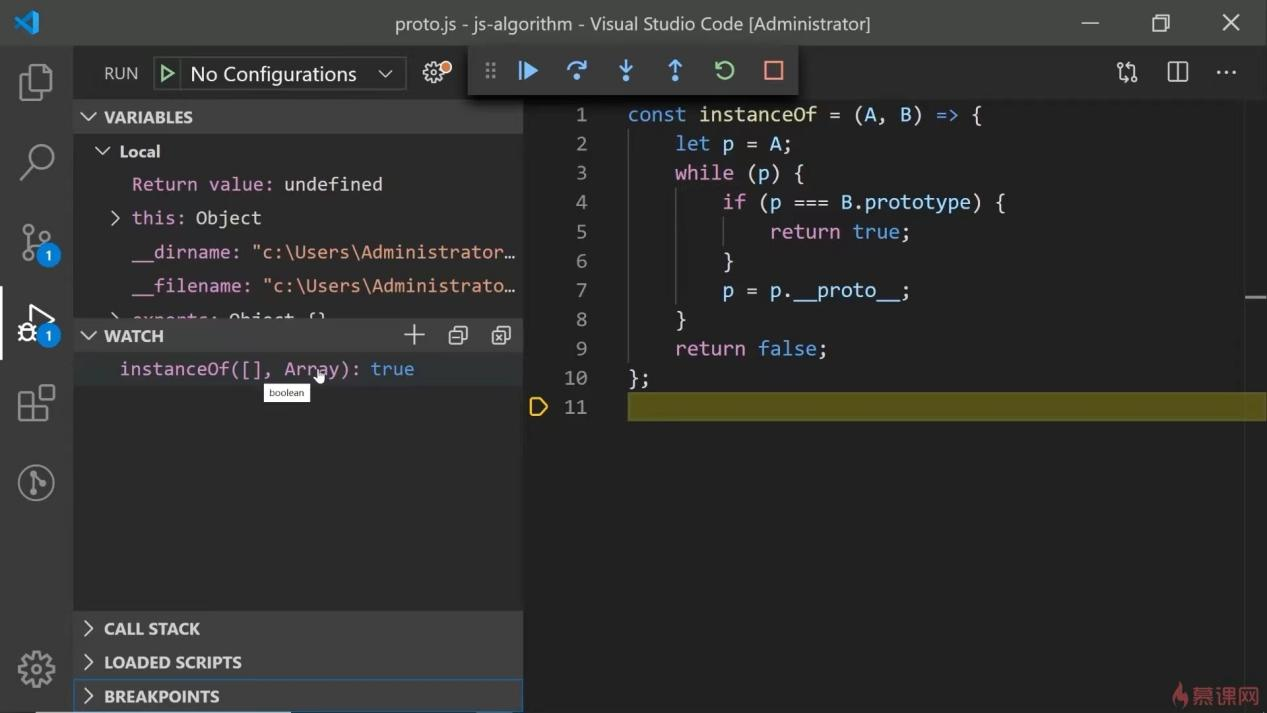 proto.js - js-algorithm - Visual Studio Code [Administrator]
RUN
No Configurations
VARIABLES
Local
Return value: undefined
this: Object
__dirname: "c:\Users\Administrator…
__filename: "c:\Users\Administrato…
exports: Object {}
WATCH
instanceOf([], Array): true
boolean
CALL STACK
LOADED SCRIPTS
BREAKPOINTS
1
1
1 const instanceOf = (A, B) => {
2 let p = A;
3 while (p) {
4 if (p === B.prototype) {
5 return true;
6 }
7 p = p.__proto__;
8 }
9 return false;
10 };
11
慕课网